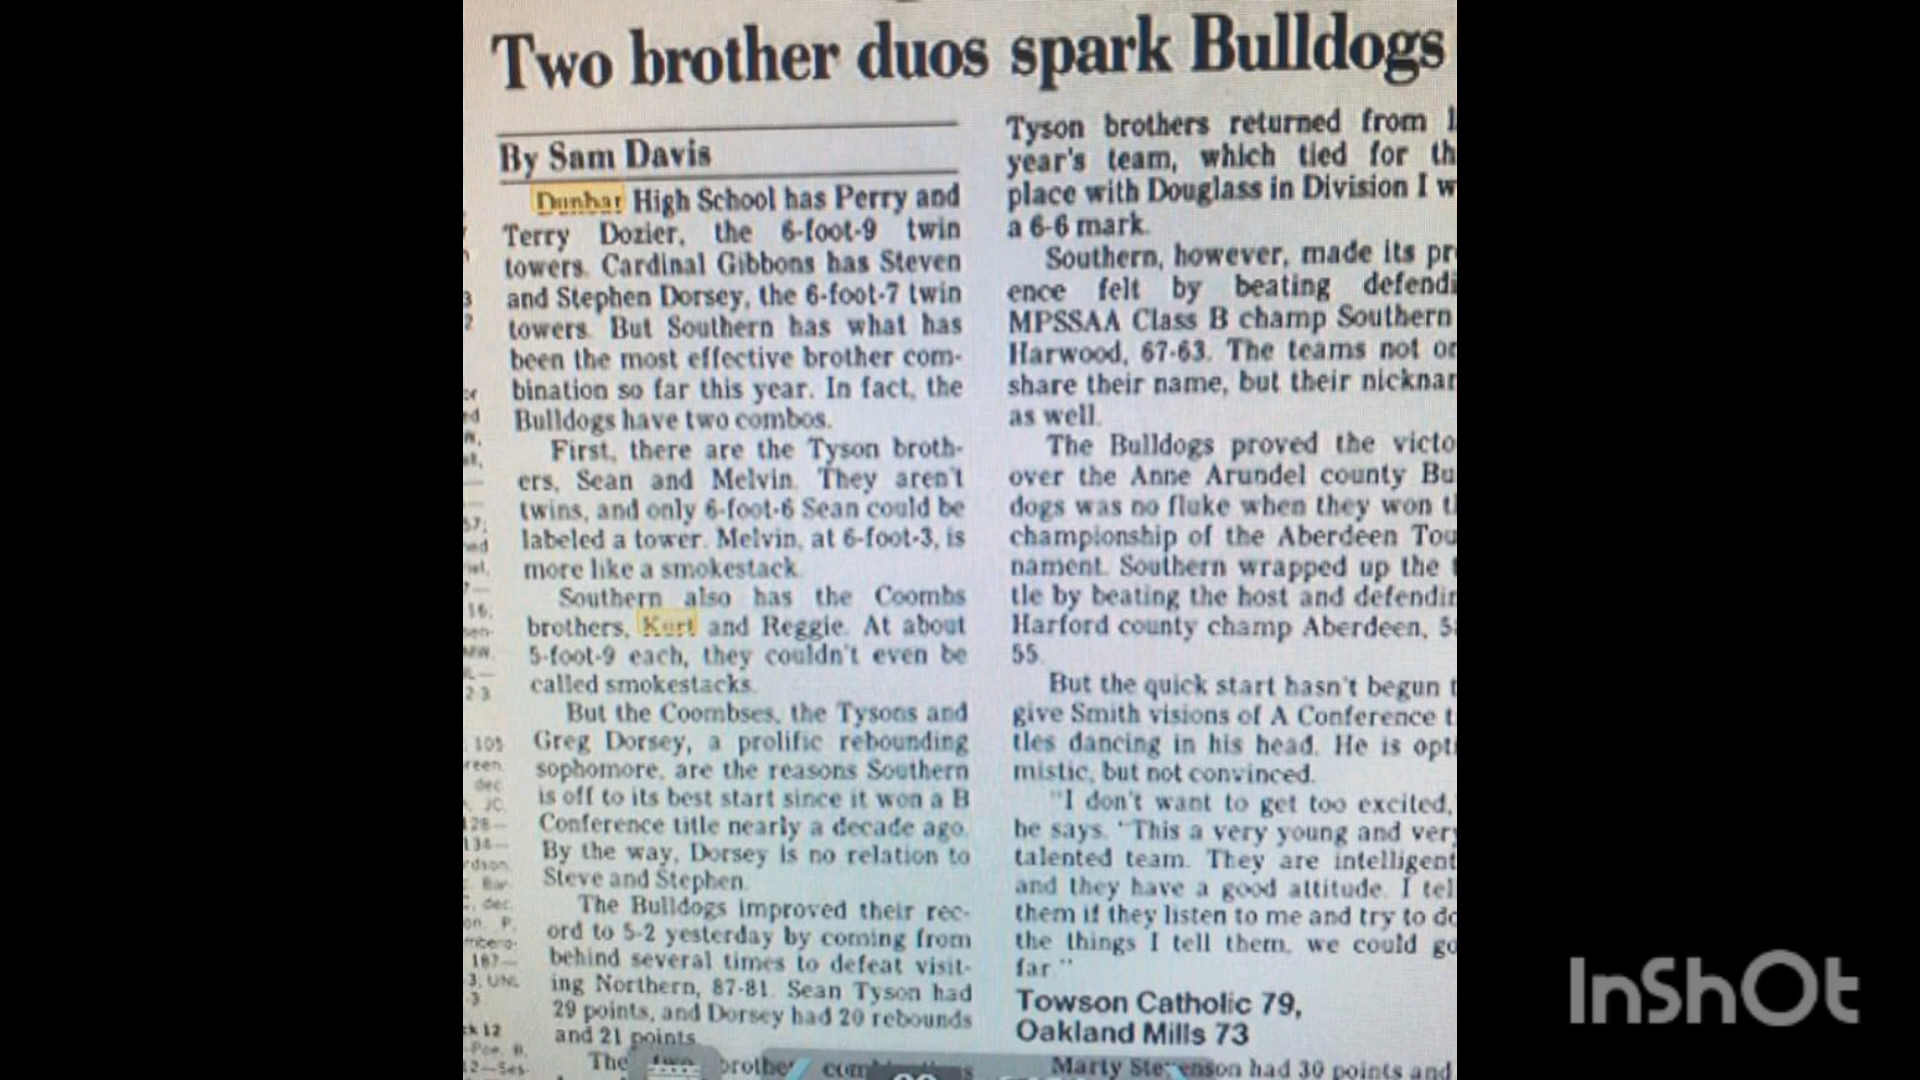 Two brother duos spark Bulldogs
By Sam Davis
Dunbar High School has Perry and
Terry Dozier, the 6-foot-9 twin
towers. Cardinal Gibbons has Steven
and Stephen Dorsey, the 6-foot-7 twin
towers. But Southern has what has
been the most effective brother com-
bination so far this year. In fact, the
Bulldogs have two combos.
First, there are the Tyson broth-
ers, Sean and Melvin. They aren't
twins, and only 6-foot-6 Sean could be
labeled a tower. Melvin, at 6-foot-3, is
more like a smokestack.
Southern also has the Coombs
brothers, Kurt and Reggie. At about
5-foot-9 each, they couldn't even be
called smokestacks.
But the Coombses, the Tysons and
Greg Dorsey, a prolific rebounding
sophomore, are the reasons Southern
is off to its best start since it won a B
Conference title nearly a decade ago.
By the way, Dorsey is no relation to
Steve and Stephen.
The Bulldogs improved their rec-
ord to 5-2 yesterday by coming from
behind several times to defeat visit-
ing Northern, 87-81. Sean Tyson had
29 points, and Dorsey had 20 rebounds
and 21 points.
The two brother
Tyson brothers returned from
year's team, which tied for
place with Douglass in Division I
a 6-6 mark.
Southern, however, made its
ence felt by beating
MPSSAA Class B champ Southern
Harwood, 67-63. The teams not
share their name, but their
as well.
The Bulldogs proved the
over the Anne Arundel county
dogs was no fluke when they won
championship of the Aberdeen
nament. Southern wrapped up the
tle by beating the host and
Harford county champ Aberdeen,
55.
But the quick start hasn't begun
give Smith visions of A Conference
tles dancing in his head. He is
mistic, but not convinced.
"I don't want to get too excited,
he says. "This a very young and
talented team. They are intelligent
and they have a good attitude. I
them if they listen to me and try to
the things I tell them, we could
far."
Towson Catholic 79,
Oakland Mills 73
Marty Stevenson had 30 points and
InShOt